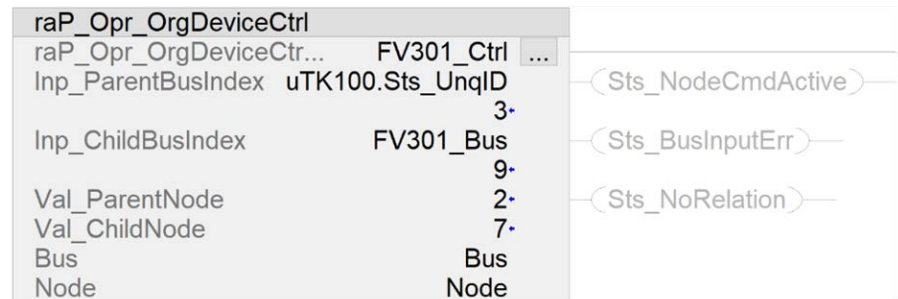 raP_Opr_OrgDeviceCtrl
raP_Opr_OrgDeviceCtr... FV301_Ctrl ...
Inp_ParentBusIndex uTK100.Sts_UnqID Sts_NodeCmdActive
3
Inp_ChildBusIndex FV301_Bus Sts_BusInputErr
9
Val_ParentNode 2 Sts_NoRelation
Val_ChildNode 7
Bus Bus
Node Node